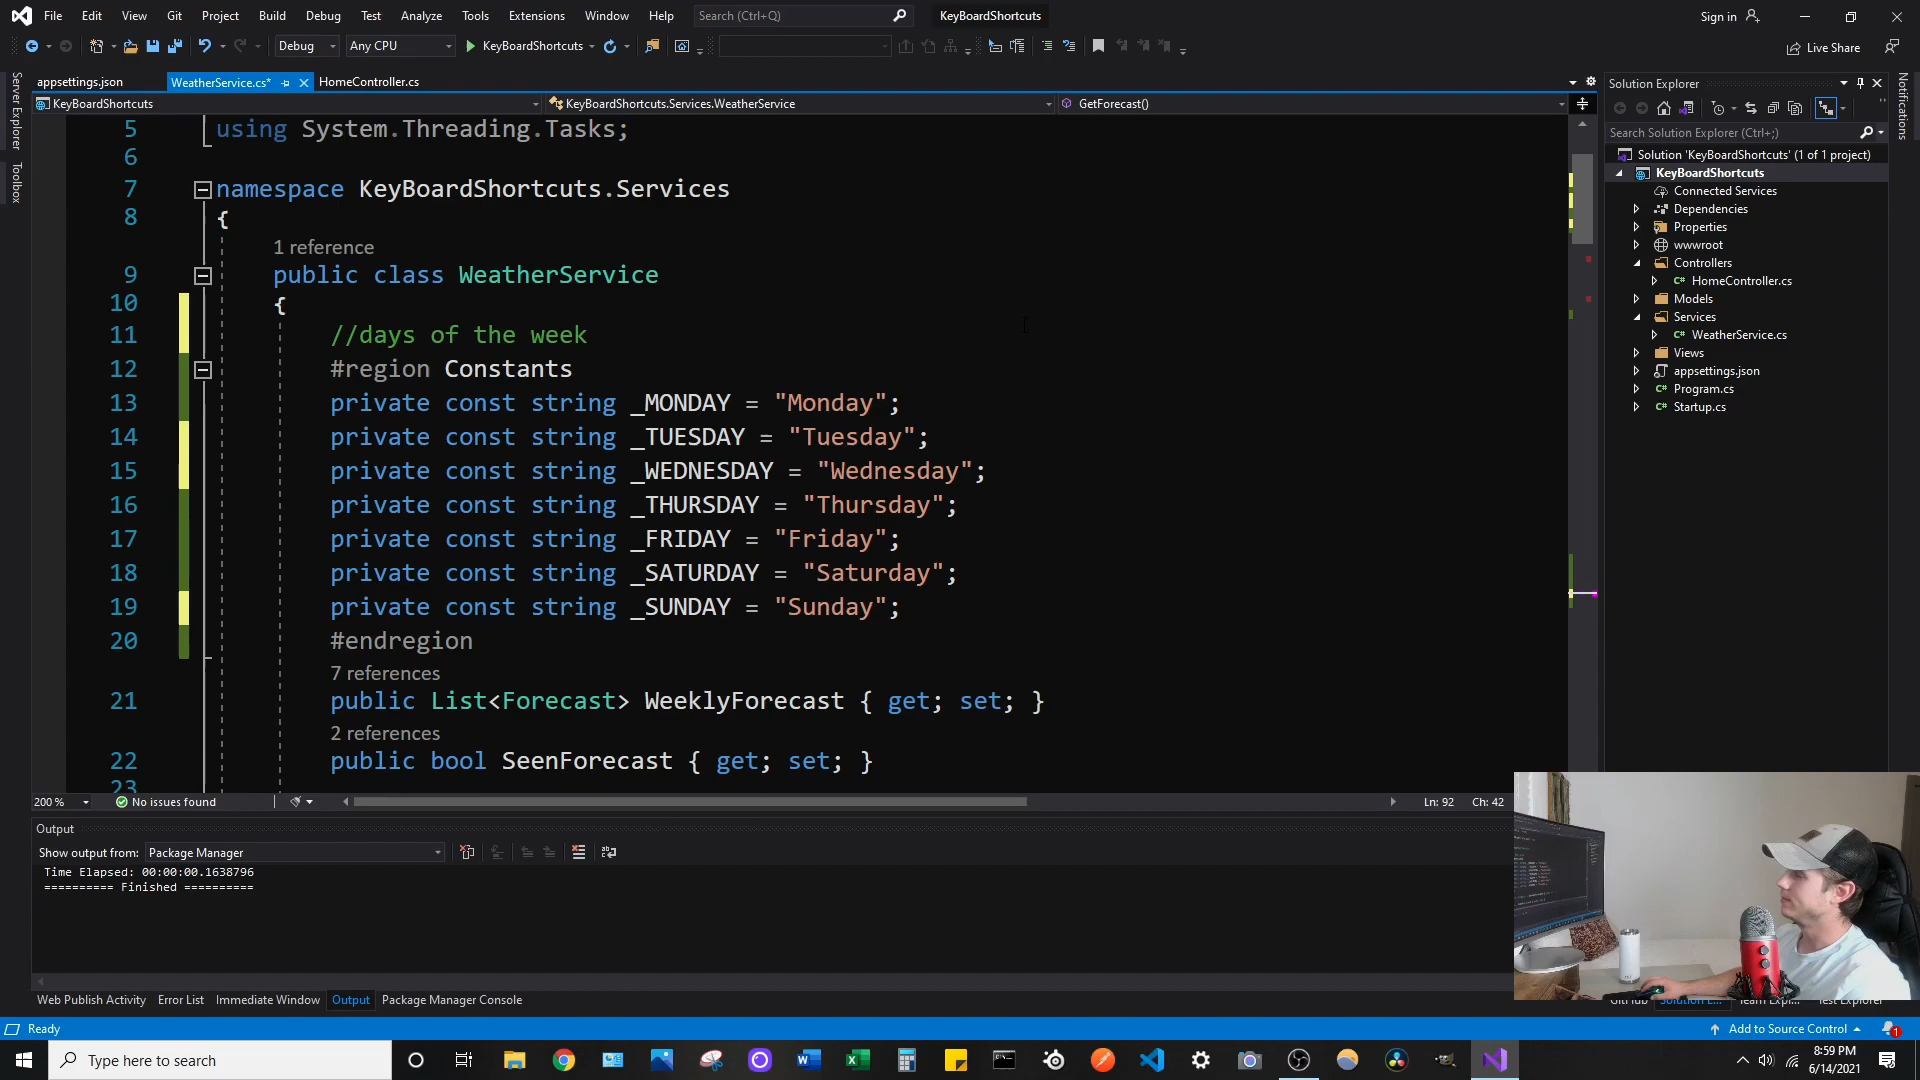 File Edit View Git Project Build Debug Test Analyze Tools Extensions Window Help Search (Ctrl+Q) KeyBoardShortcuts Sign in
Debug Any CPU KeyBoardShortcuts Live Share
appsettings.json WeatherService.cs* HomeController.cs
KeyBoardShortcuts KeyBoardShortcuts.Services.WeatherService GetForecast()
Server Explorer
Toolbox
Notifications
5 using System.Threading.Tasks;
6
7 namespace KeyBoardShortcuts.Services
8 {
1 reference
9 public class WeatherService
10 {
11 //days of the week
12 #region Constants
13 private const string _MONDAY = "Monday";
14 private const string _TUESDAY = "Tuesday";
15 private const string _WEDNESDAY = "Wednesday";
16 private const string _THURSDAY = "Thursday";
17 private const string _FRIDAY = "Friday";
18 private const string _SATURDAY = "Saturday";
19 private const string _SUNDAY = "Sunday";
20 #endregion
7 references
21 public List<Forecast> WeeklyForecast { get; set; }
2 references
22 public bool SeenForecast { get; set; }
23
200 % No issues found Ln: 92 Ch: 42
Solution Explorer
Search Solution Explorer (Ctrl+;)
Solution 'KeyBoardShortcuts' (1 of 1 project)
KeyBoardShortcuts
Connected Services
Dependencies
Properties
wwwroot
Controllers
C# HomeController.cs
Models
Services
C# WeatherService.cs
Views
appsettings.json
C# Program.cs
C# Startup.cs
Output
Show output from: Package Manager
Time Elapsed: 00:00:00.1638796
========== Finished ==========
Web Publish Activity Error List Immediate Window Output Package Manager Console
GitHub Solution E... Team Expl... Test Explorer
Ready Add to Source Control 1
Type here to search
8:59 PM
6/14/2021